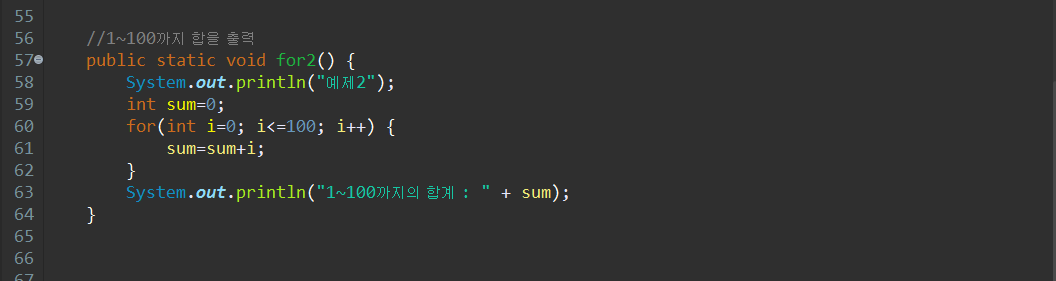 55
56 //1~100까지 합을 출력
57 public static void for2() {
58 System.out.println("예제2");
59 int sum=0;
60 for(int i=0; i<=100; i++) {
61 sum=sum+i;
62 }
63 System.out.println("1~100까지의 합계 : " + sum);
64 }
65
66
67